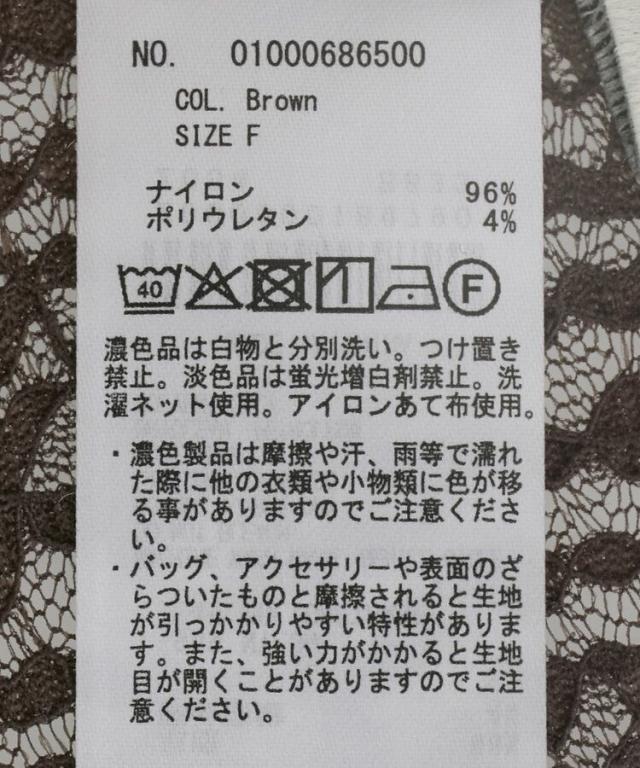 NO. 01000686500
COL. Brown
SIZE F
ナイロン 96%
ポリウレタン 4%
40 F
濃色品は白物と分別洗い。つけ置き
禁止。淡色品は蛍光増白剤禁止。洗
濯ネット使用。アイロンあて布使用。
・濃色製品は摩擦や汗、雨等で濡れ
た際に他の衣類や小物類に色が移
る事がありますのでご注意くださ
い。
・バッグ、アクセサリーや表面のざ
らついたものと摩擦されると生地
が引っかかりやすい特性がありま
す。また、強い力がかかると生地
目が開くことがありますのでご注
意ください。